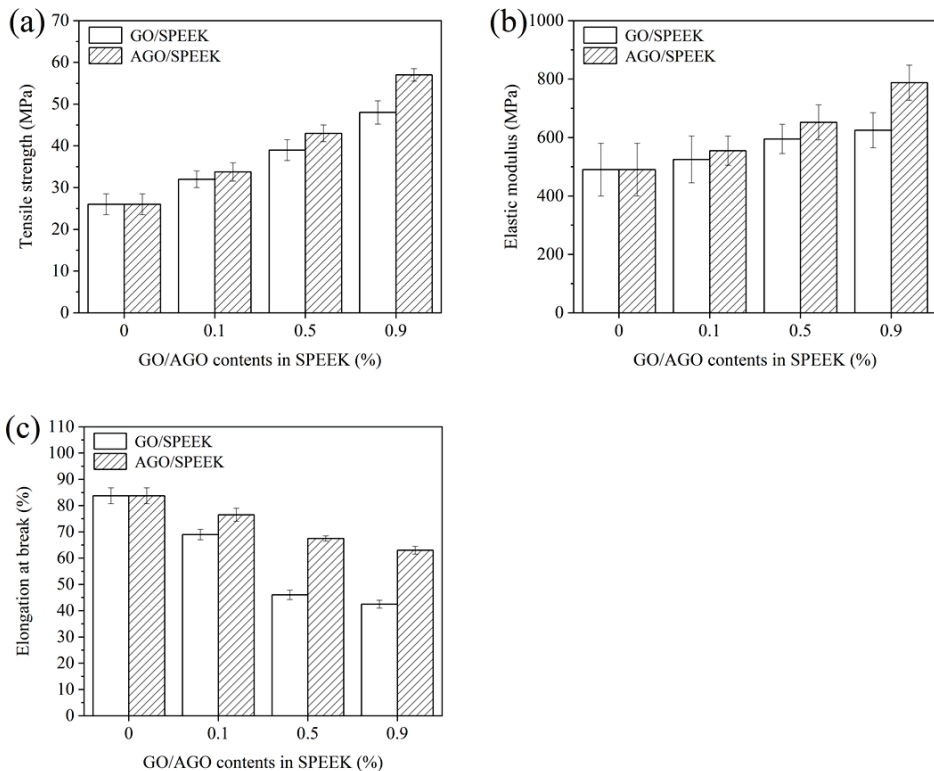 (a)
70
60
50
40
30
20
10
0
Tensile strength (MPa)
GO/SPEEK
AGO/SPEEK
0 0.1 0.5 0.9
GO/AGO contents in SPEEK (%)
(b)
1000
800
600
400
200
0
Elastic modulus (MPa)
GO/SPEEK
AGO/SPEEK
0 0.1 0.5 0.9
GO/AGO contents in SPEEK (%)
(c)
110
100
90
80
70
60
50
40
30
20
10
0
Elongation at break (%)
GO/SPEEK
AGO/SPEEK
0 0.1 0.5 0.9
GO/AGO contents in SPEEK (%)